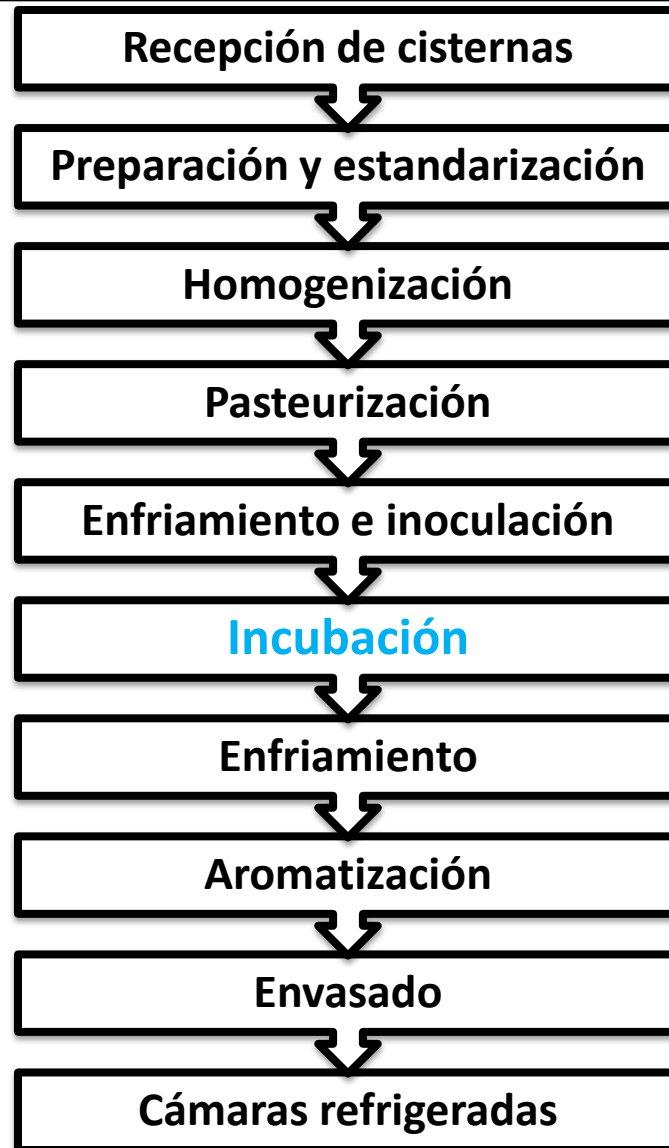 Recepción de cisternas
Preparación y estandarización
Homogenización
Pasteurización
Enfriamiento e inoculación
Incubación
Enfriamiento
Aromatización
Envasado
Cámaras refrigeradas